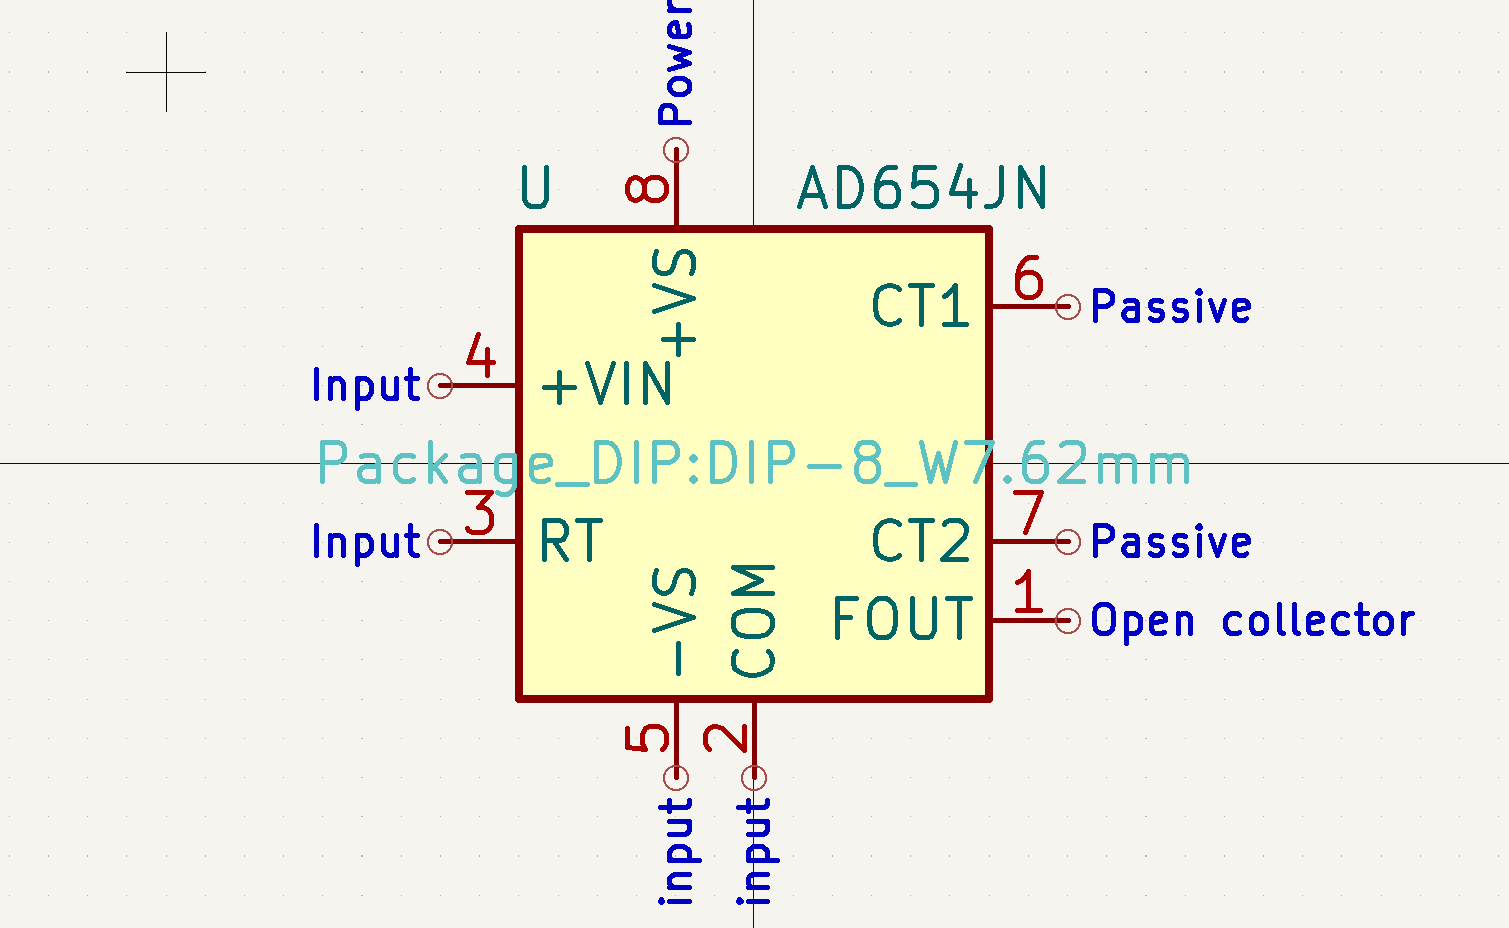 Power
U
8
AD654JN
+VS
CT1
6
Passive
4
Input
+VIN
Package_DIP:DIP-8_W7.62mm
3
Input
RT
CT2
7
Passive
-VS
COM
FOUT
1
Open collector
5
2
input
input